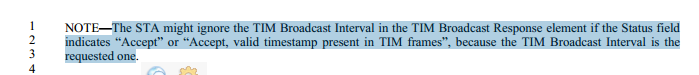 1 NOTE—The STA might ignore the TIM Broadcast Interval in the TIM Broadcast Response element if the Status field
2 indicates “Accept” or “Accept, valid timestamp present in TIM frames”, because the TIM Broadcast Interval is the
3 requested one.
4